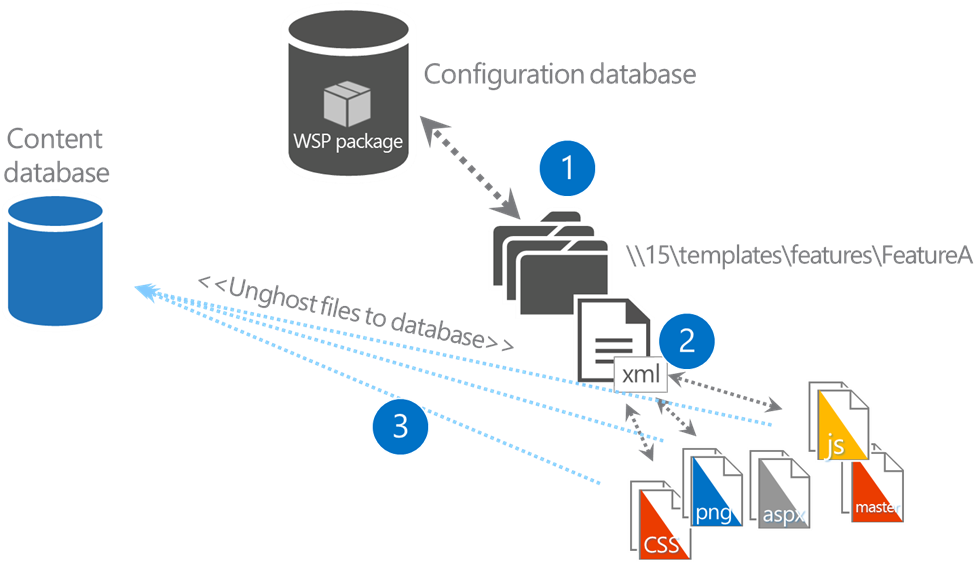 Configuration database
WSP package
Content
database
1
\\15\templates\features\FeatureA
<<Unghost files to database>>
2
xml
3
js
png
aspx
master
CSS